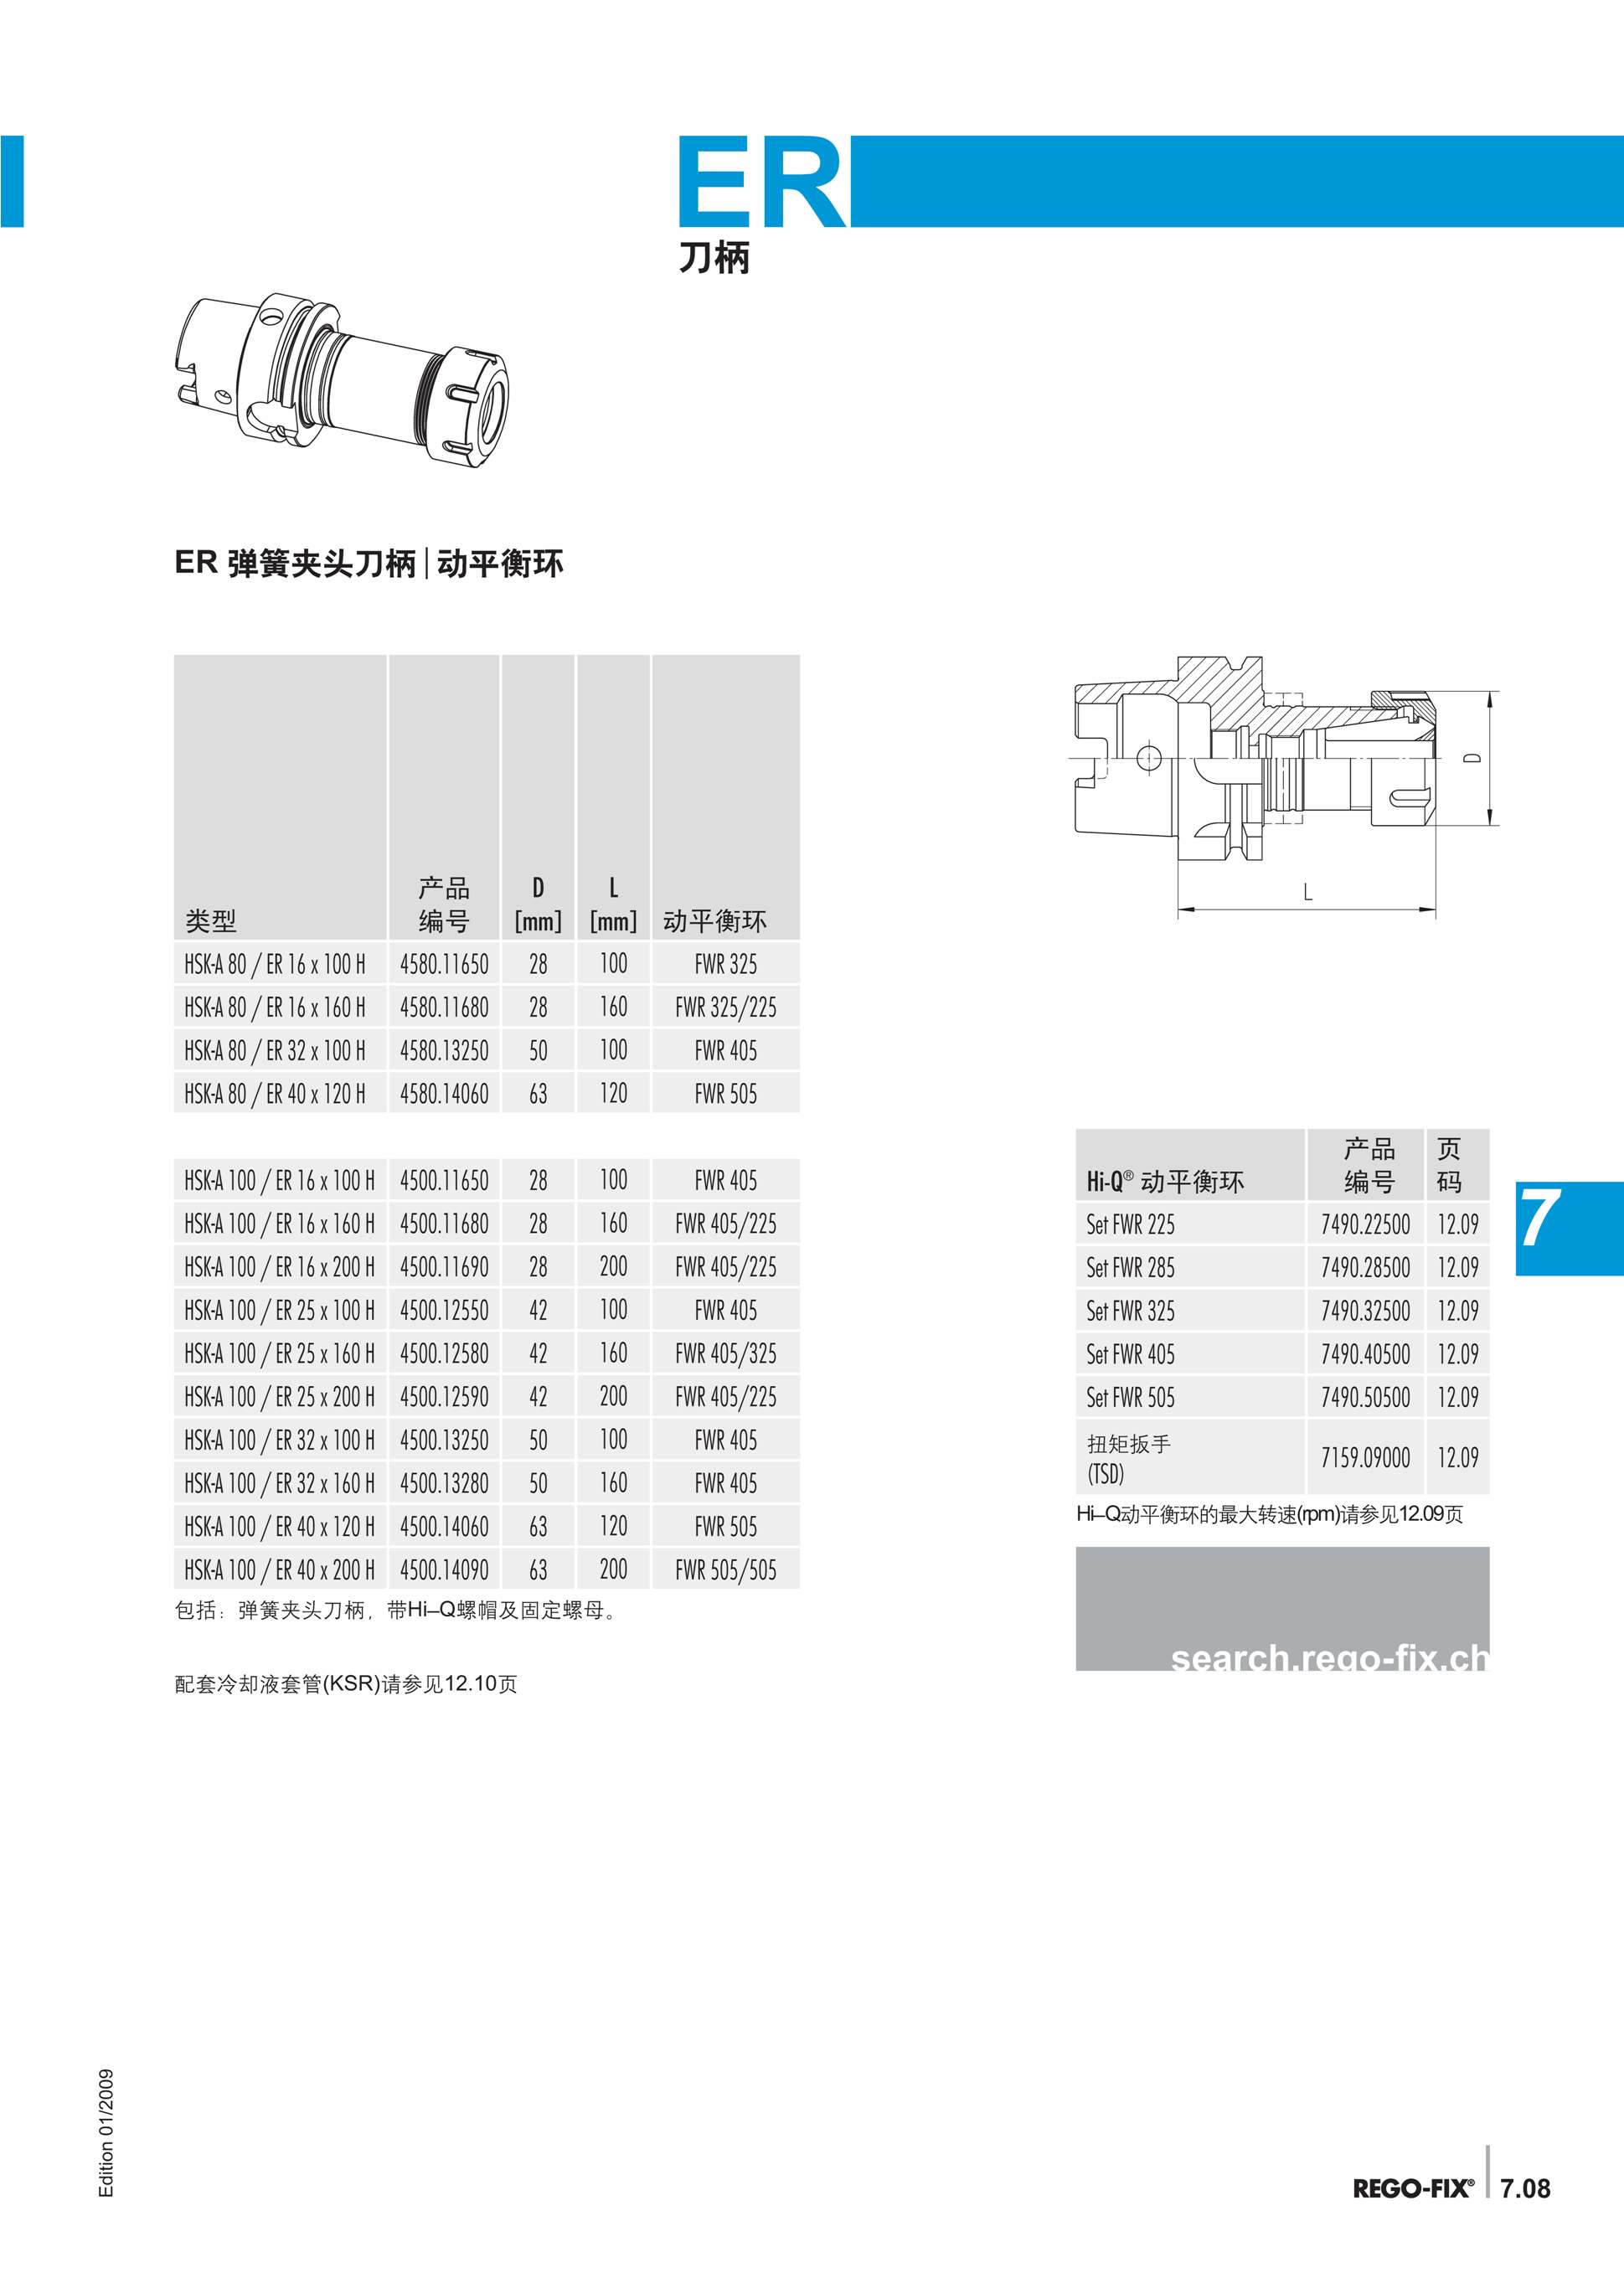 ER
刀柄
ER 弹簧夹头刀柄|动平衡环
类型 产品编号 D [mm] L [mm] 动平衡环
HSK-A 80 / ER 16 x 100 H 4580.11650 28 100 FWR 325
HSK-A 80 / ER 16 x 160 H 4580.11680 28 160 FWR 325/225
HSK-A 80 / ER 32 x 100 H 4580.13250 50 100 FWR 405
HSK-A 80 / ER 40 x 120 H 4580.14060 63 120 FWR 505
HSK-A 100 / ER 16 x 100 H 4500.11650 28 100 FWR 405
HSK-A 100 / ER 16 x 160 H 4500.11680 28 160 FWR 405/225
HSK-A 100 / ER 16 x 200 H 4500.11690 28 200 FWR 405/225
HSK-A 100 / ER 25 x 100 H 4500.12550 42 100 FWR 405
HSK-A 100 / ER 25 x 160 H 4500.12580 42 160 FWR 405/325
HSK-A 100 / ER 25 x 200 H 4500.12590 42 200 FWR 405/225
HSK-A 100 / ER 32 x 100 H 4500.13250 50 100 FWR 405
HSK-A 100 / ER 32 x 160 H 4500.13280 50 160 FWR 405
HSK-A 100 / ER 40 x 120 H 4500.14060 63 120 FWR 505
HSK-A 100 / ER 40 x 200 H 4500.14090 63 200 FWR 505/505
包括：弹簧夹头刀柄，带Hi–Q螺帽及固定螺母。
配套冷却液套管(KSR)请参见12.10页
D
L
Hi-Q® 动平衡环 产品编号 页码
Set FWR 225 7490.22500 12.09
Set FWR 285 7490.28500 12.09
Set FWR 325 7490.32500 12.09
Set FWR 405 7490.40500 12.09
Set FWR 505 7490.50500 12.09
扭矩扳手
(TSD) 7159.09000 12.09
Hi–Q动平衡环的最大转速(rpm)请参见12.09页
search.rego-fix.ch
7
Edition 01/2009
REGO-FIX® 7.08